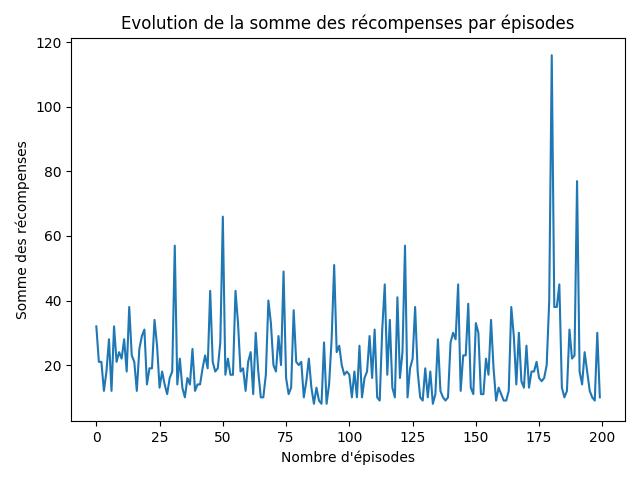 Evolution de la somme des récompenses par épisodes
120
100
80
60
40
20
Somme des récompenses
0 25 50 75 100 125 150 175 200
Nombre d'épisodes